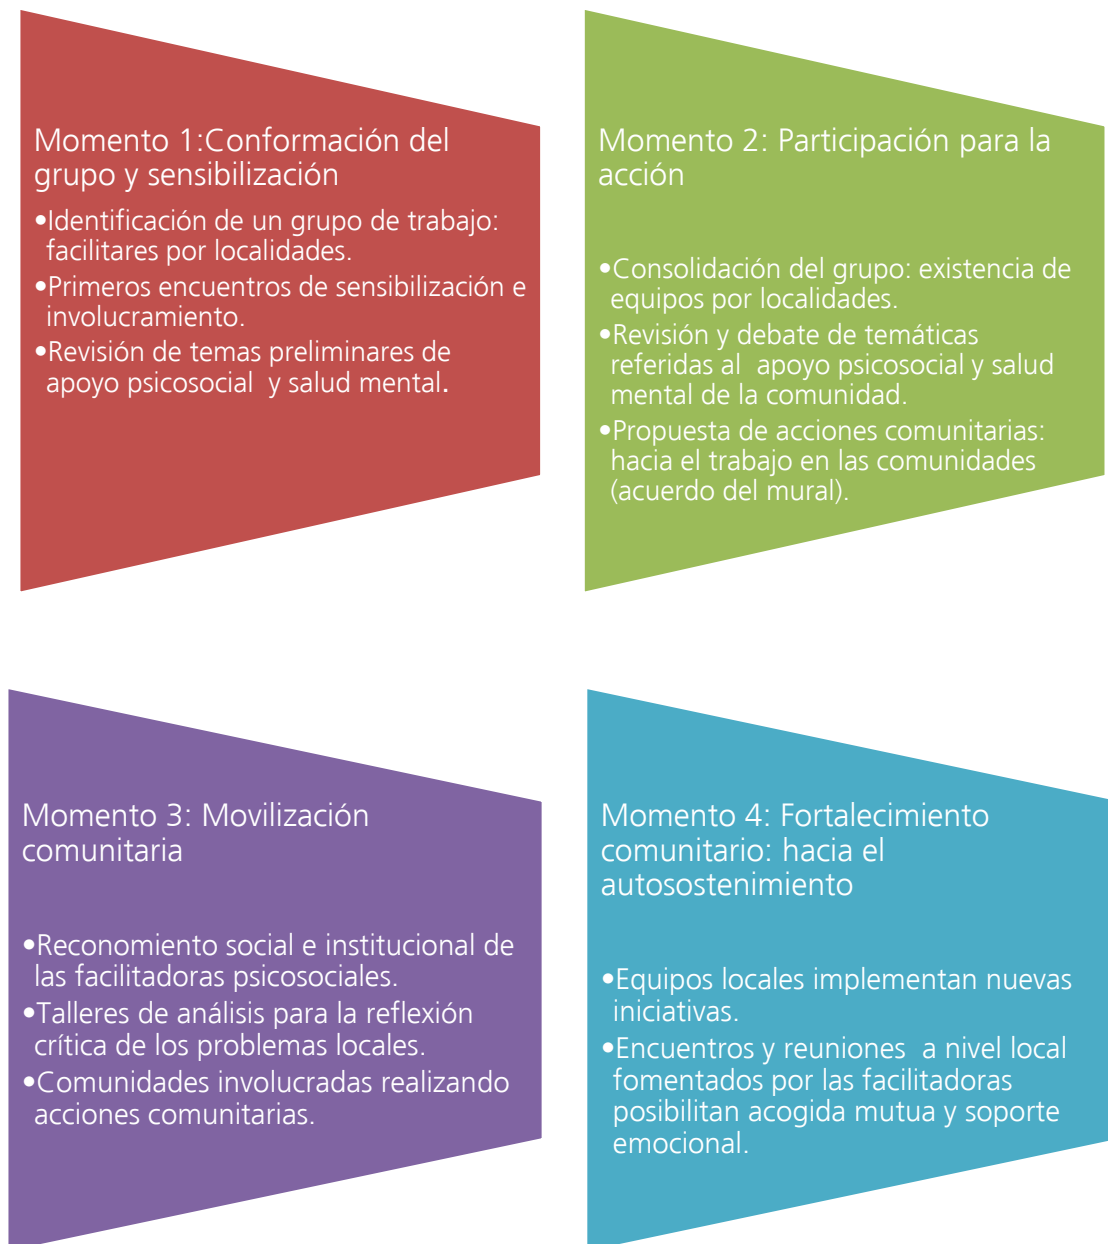 Momento 1:Conformación del
grupo y sensibilización
•Identificación de un grupo de trabajo:
facilitares por localidades.
•Primeros encuentros de sensibilización e
involucramiento.
•Revisión de temas preliminares de
apoyo psicosocial y salud mental.
Momento 2: Participación para la
acción
•Consolidación del grupo: existencia de
equipos por localidades.
•Revisión y debate de temáticas
referidas al apoyo psicosocial y salud
mental de la comunidad.
•Propuesta de acciones comunitarias:
hacia el trabajo en las comunidades
(acuerdo del mural).
Momento 3: Movilización
comunitaria
•Reconomiento social e institucional de
las facilitadoras psicosociales.
•Talleres de análisis para la reflexión
crítica de los problemas locales.
•Comunidades involucradas realizando
acciones comunitarias.
Momento 4: Fortalecimiento
comunitario: hacia el
autosostenimiento
•Equipos locales implementan nuevas
iniciativas.
•Encuentros y reuniones a nivel local
fomentados por las facilitadoras
posibilitan acogida mutua y soporte
emocional.